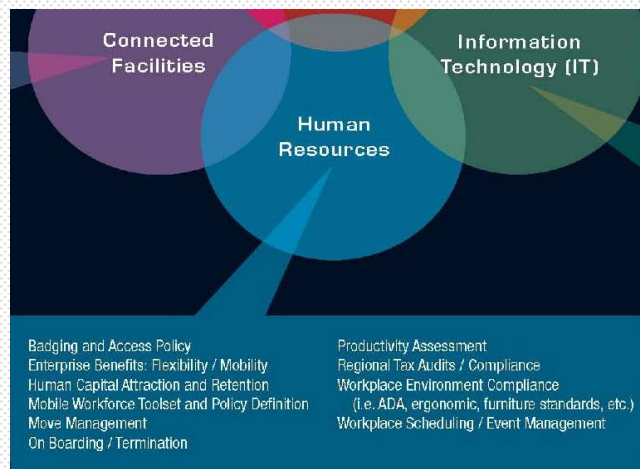 Connected
Facilities
Information
Technology (IT)
Human
Resources
Badging and Access Policy
Enterprise Benefits: Flexibility / Mobility
Human Capital Attraction and Retention
Mobile Workforce Toolset and Policy Definition
Move Management
On Boarding / Termination
Productivity Assessment
Regional Tax Audits / Compliance
Workplace Environment Compliance
(i.e. ADA, ergonomic, furniture standards, etc.)
Workplace Scheduling / Event Management